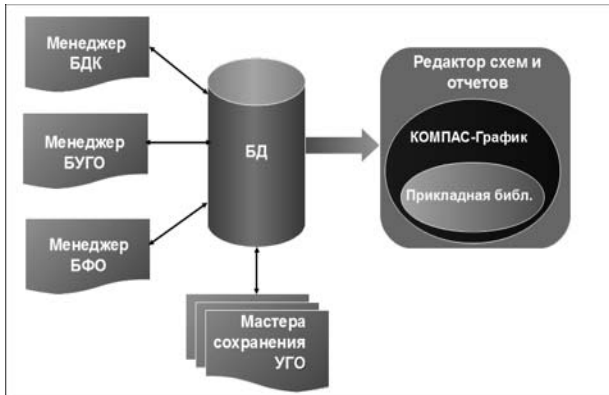 Менеджер
БДК
Менеджер
БУГО
Менеджер
БФО
БД
Мастера
сохранения
УГО
Редактор схем и
отчетов
КОМПАС-График
Прикладная библ.